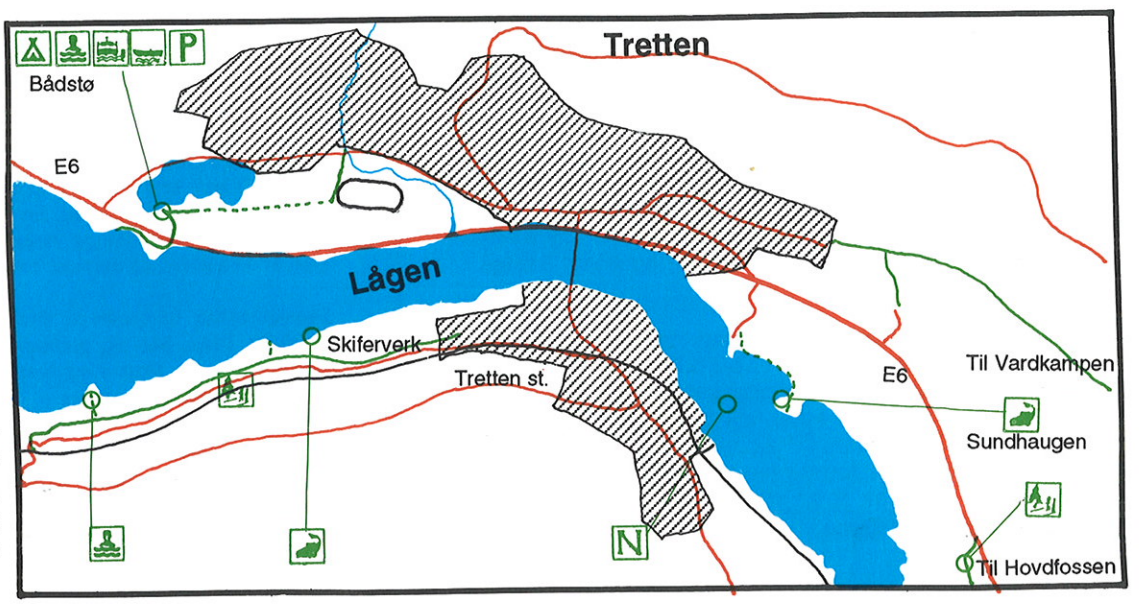 P
Tretten
Bådstø
E6
Lågen
Skiferverk
Tretten st.
E6
Til Vardkampen
Sundhaugen
N
Til Hovdfossen